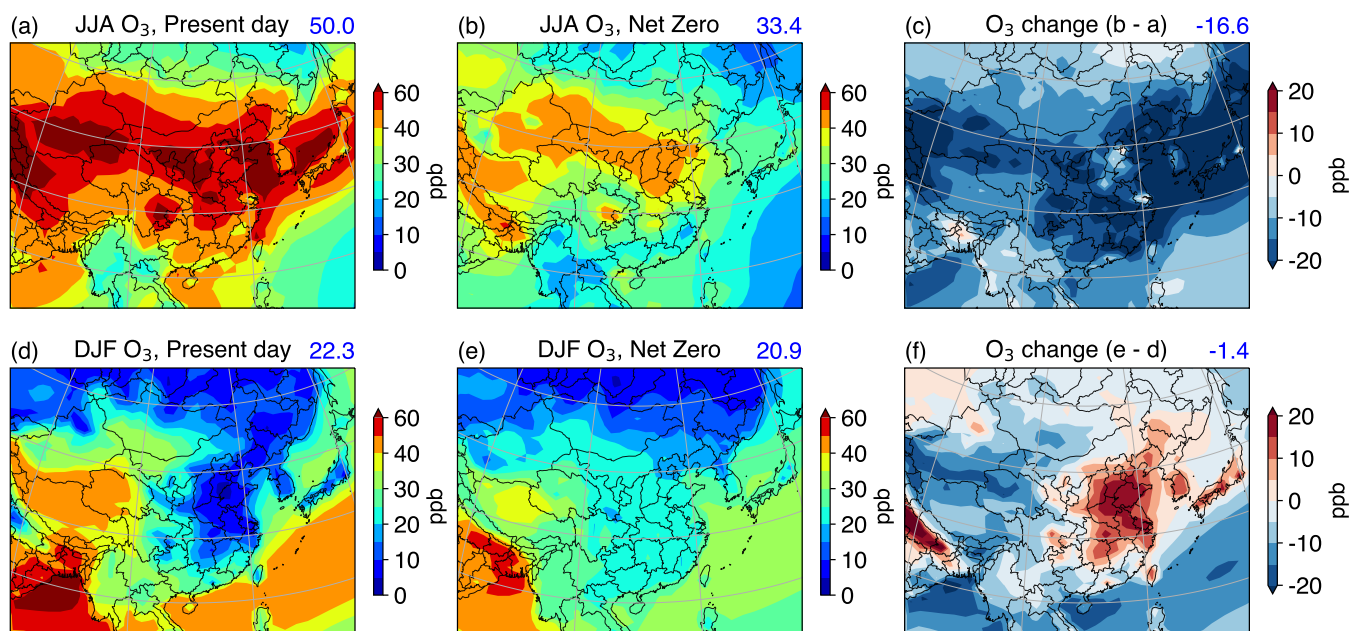 (a) JJA O₃, Present day 50.0
60
40
30
20
10
0
ppb
(b) JJA O₃, Net Zero 33.4
60
40
30
20
10
0
ppb
(c) O₃ change (b - a) -16.6
20
10
0
-10
-20
ppb
(d) DJF O₃, Present day 22.3
60
40
30
20
10
0
ppb
(e) DJF O₃, Net Zero 20.9
60
40
30
20
10
0
ppb
(f) O₃ change (e - d) -1.4
20
10
0
-10
-20
ppb